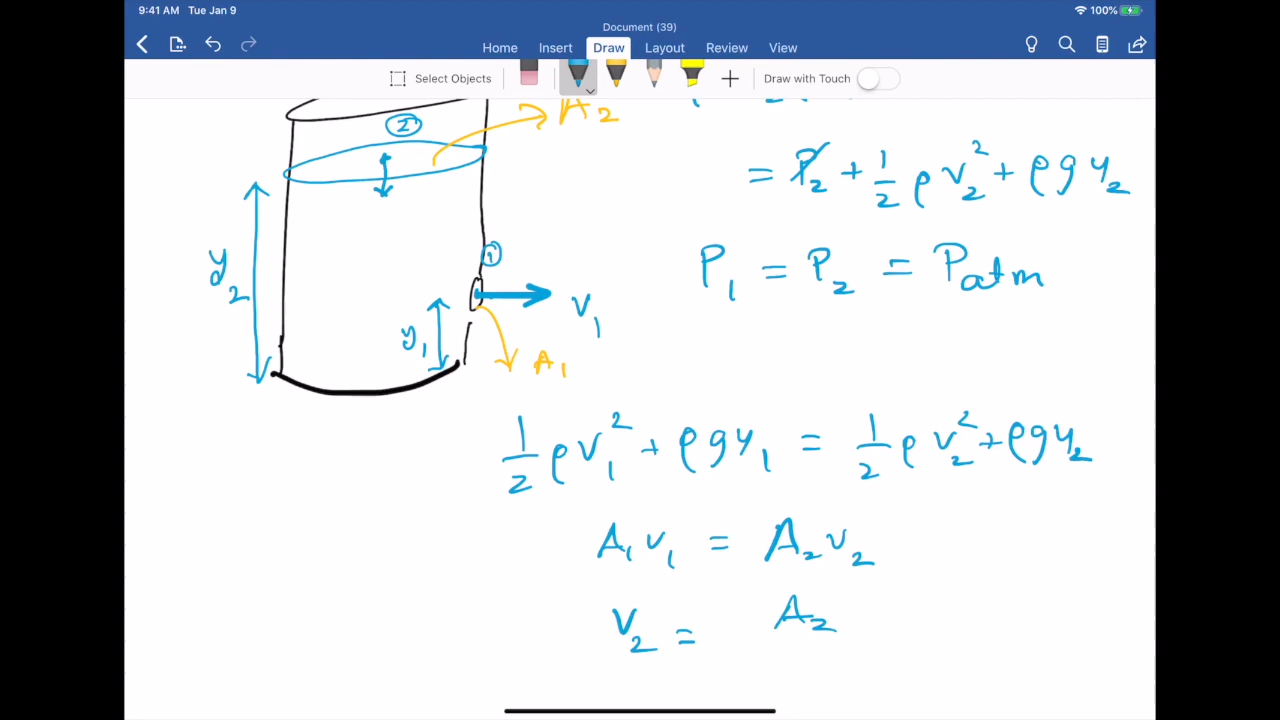 9:41 AM Tue Jan 9
100%
Document (39)
Home Insert Draw Layout Review View
Select Objects
Draw with Touch
② A₂
= P₂ + 1/2 ρ v₂² + ρ g y₂
P₁ = P₂ = Patm
①
y₂
v₁
y₁
A₁
1/2 ρ v₁² + ρ g y₁ = 1/2 ρ v₂² + ρ g y₂
A₁ v₁ = A₂ v₂
v₂ = A₂